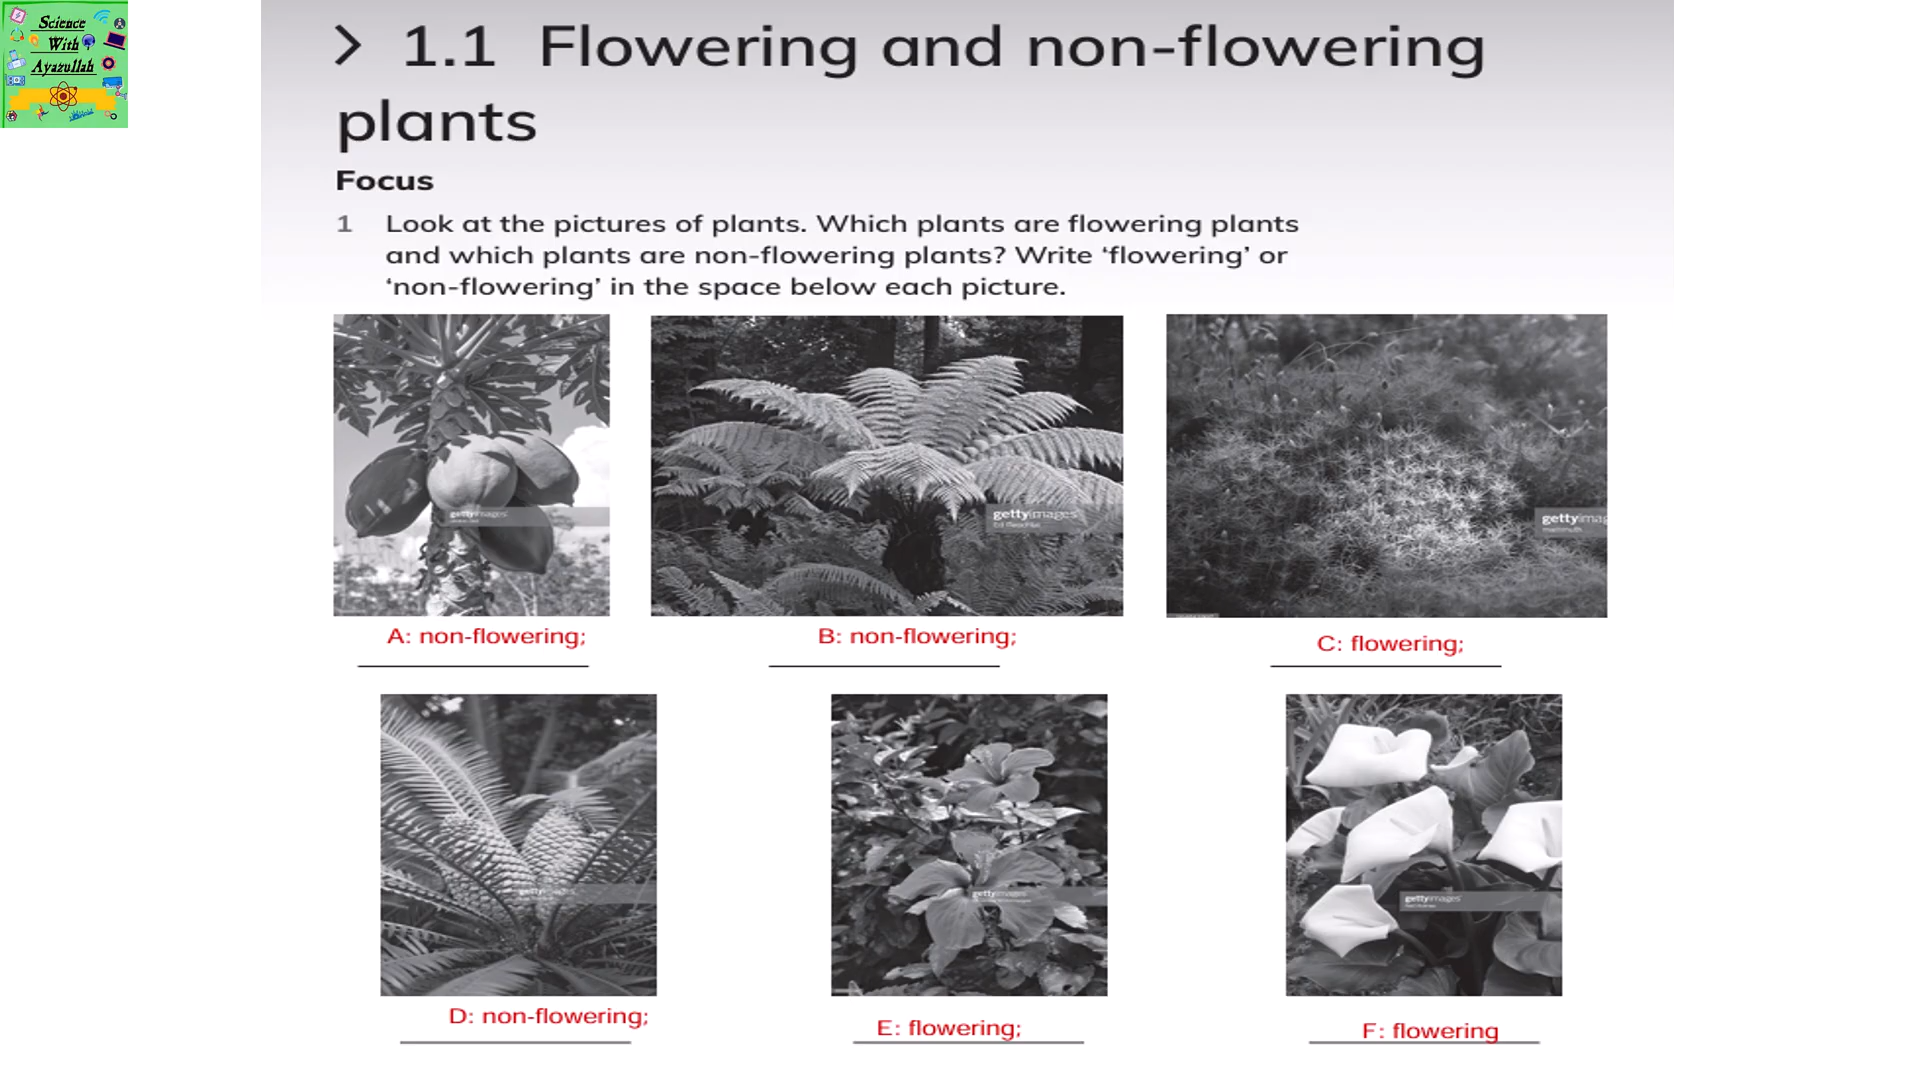 Science
With
Ayazullah
> 1.1 Flowering and non-flowering
plants
Focus
1 Look at the pictures of plants. Which plants are flowering plants
and which plants are non-flowering plants? Write ‘flowering’ or
‘non-flowering’ in the space below each picture.
gettyimages
gettyimages
gettyimag
A: non-flowering;
B: non-flowering;
C: flowering;
gettyimages
gettyimages
gettyimages
D: non-flowering;
E: flowering;
F: flowering